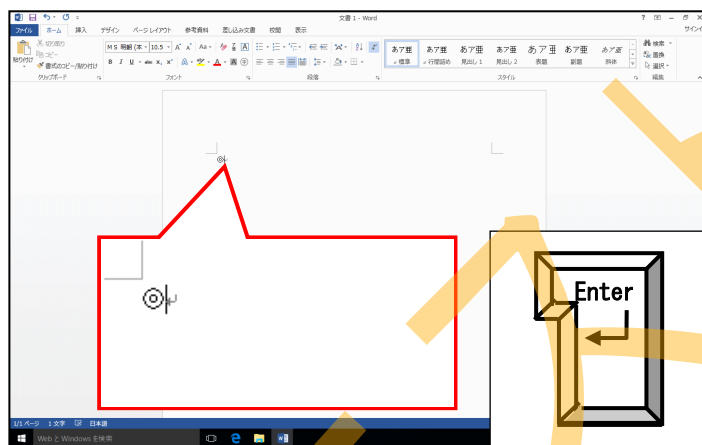 文書 1 - Word
サインイ
ファイル ホーム 挿入 デザイン ページ レイアウト 参考資料 差し込み文書 校閲 表示
貼り付け
切り取り
コピー
書式のコピー/貼り付け
クリップボード
MS 明朝 (本 10.5
フォント
段落
あア亜 あア亜 あア亜 あア亜 あア亜 あア亜 あア亜
標準 行間詰め 見出し 1 見出し 2 表題 副題 斜体
スタイル
検索
置換
選択
編集
◎
◎
Enter
1/1 ページ 1 文字 日本語
Web と Windows を検索